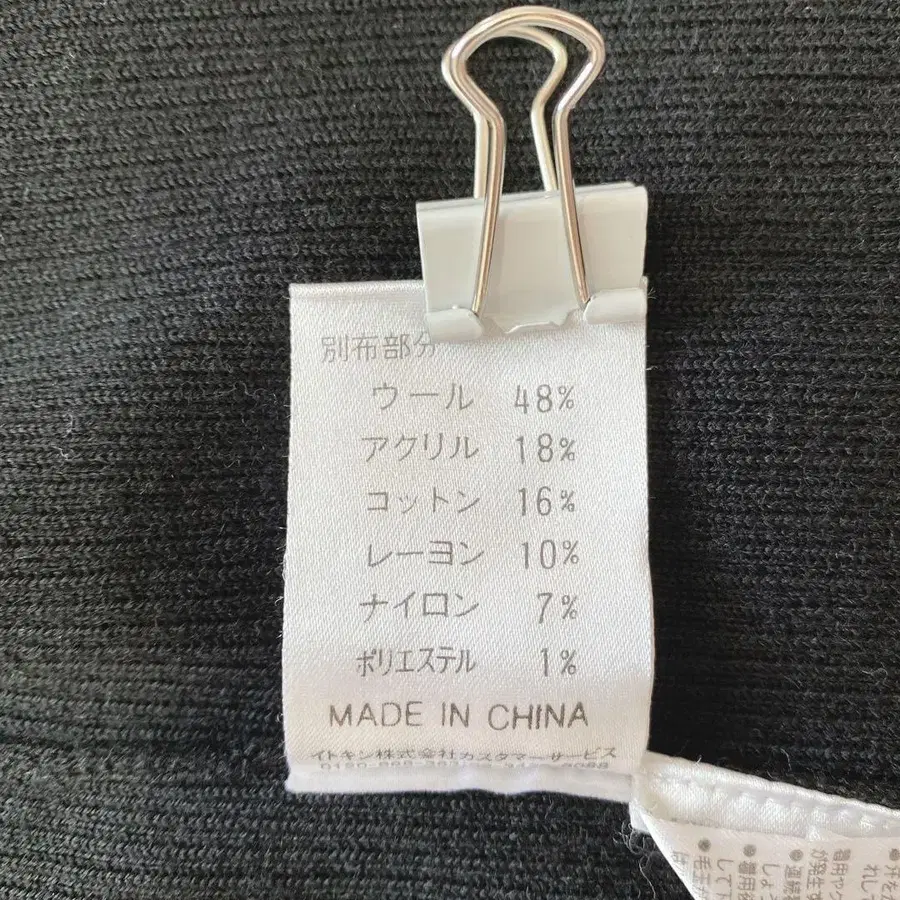 別布部分
ウール 48%
アクリル 18%
コットン 16%
レーヨン 10%
ナイロン 7%
ポリエステル 1%
MADE IN CHINA
イトキン株式会社カスタマーサービス